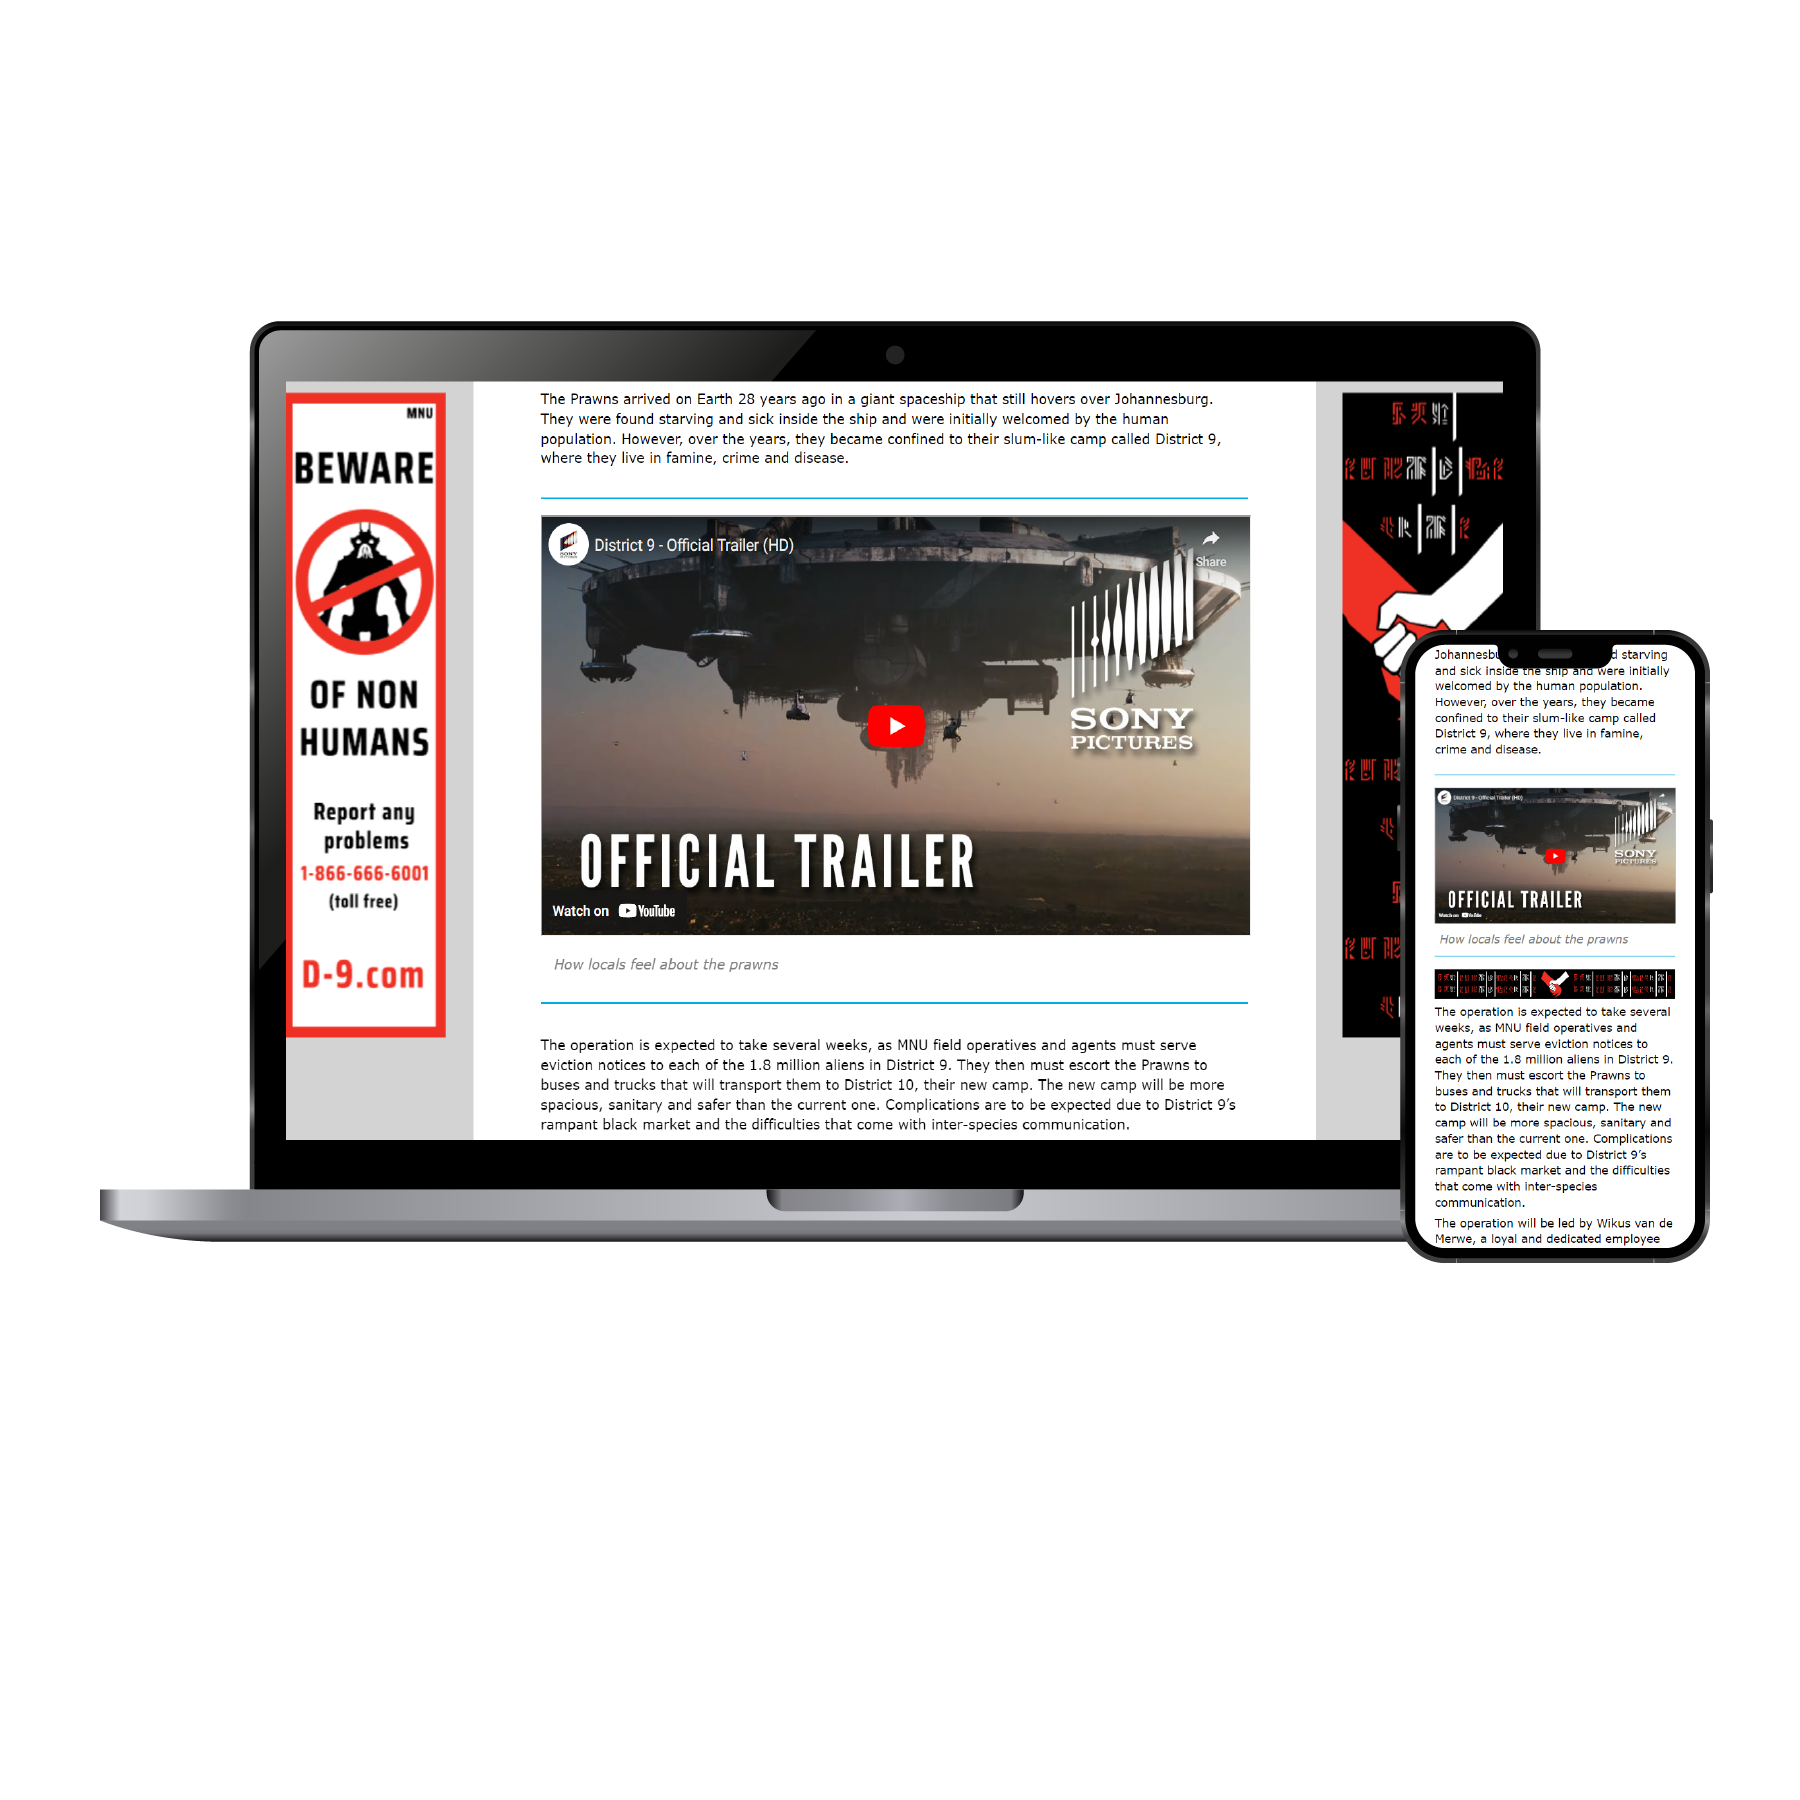 MNU
BEWARE
OF NON
HUMANS
Report any
problems
1-866-666-6001
(toll free)
D-9.com
The Prawns arrived on Earth 28 years ago in a giant spaceship that still hovers over Johannesburg.
They were found starving and sick inside the ship and were initially welcomed by the human
population. However, over the years, they became confined to their slum-like camp called District 9,
where they live in famine, crime and disease.
SONY
PICTURES
District 9 - Official Trailer (HD)
Share
SONY
PICTURES
OFFICIAL TRAILER
Watch on YouTube
How locals feel about the prawns
The operation is expected to take several weeks, as MNU field operatives and agents must serve
eviction notices to each of the 1.8 million aliens in District 9. They then must escort the Prawns to
buses and trucks that will transport them to District 10, their new camp. The new camp will be more
spacious, sanitary and safer than the current one. Complications are to be expected due to District 9’s
rampant black market and the difficulties that come with inter-species communication.
starving
and sick inside the ship and were initially
welcomed by the human population.
However, over the years, they became
confined to their slum-like camp called
District 9, where they live in famine,
crime and disease.
District 9 - Official Trailer (HD)
SONY
PICTURES
OFFICIAL TRAILER
Watch on YouTube
How locals feel about the prawns
The operation is expected to take several
weeks, as MNU field operatives and
agents must serve eviction notices to
each of the 1.8 million aliens in District 9.
They then must escort the Prawns to
buses and trucks that will transport them
to District 10, their new camp. The new
camp will be more spacious, sanitary and
safer than the current one. Complications
are to be expected due to District 9’s
rampant black market and the difficulties
that come with inter-species
communication.
The operation will be led by Wikus van de
Merwe, a loyal and dedicated employee